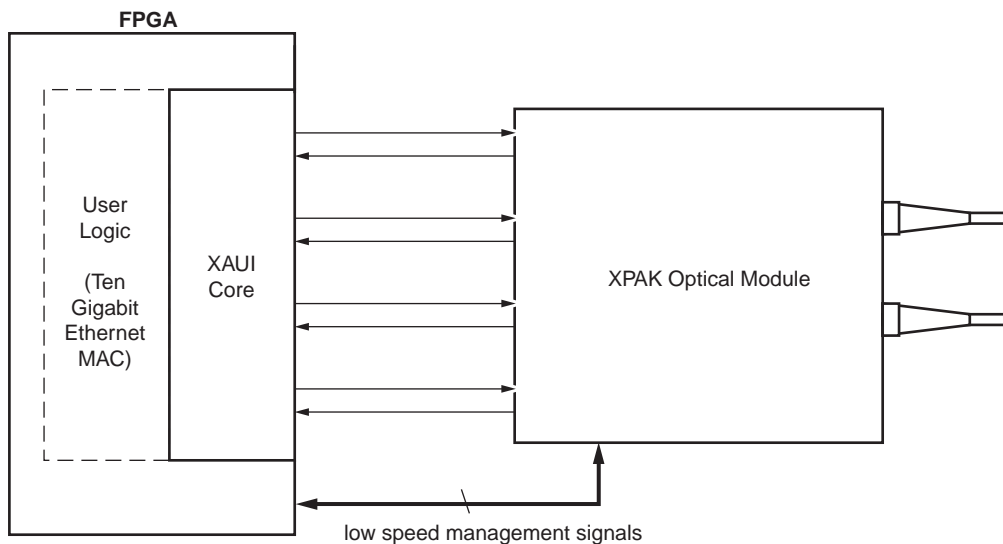 FPGA
User
Logic
(Ten
Gigabit
Ethernet
MAC)
XAUI
Core
XPAK Optical Module
low speed management signals